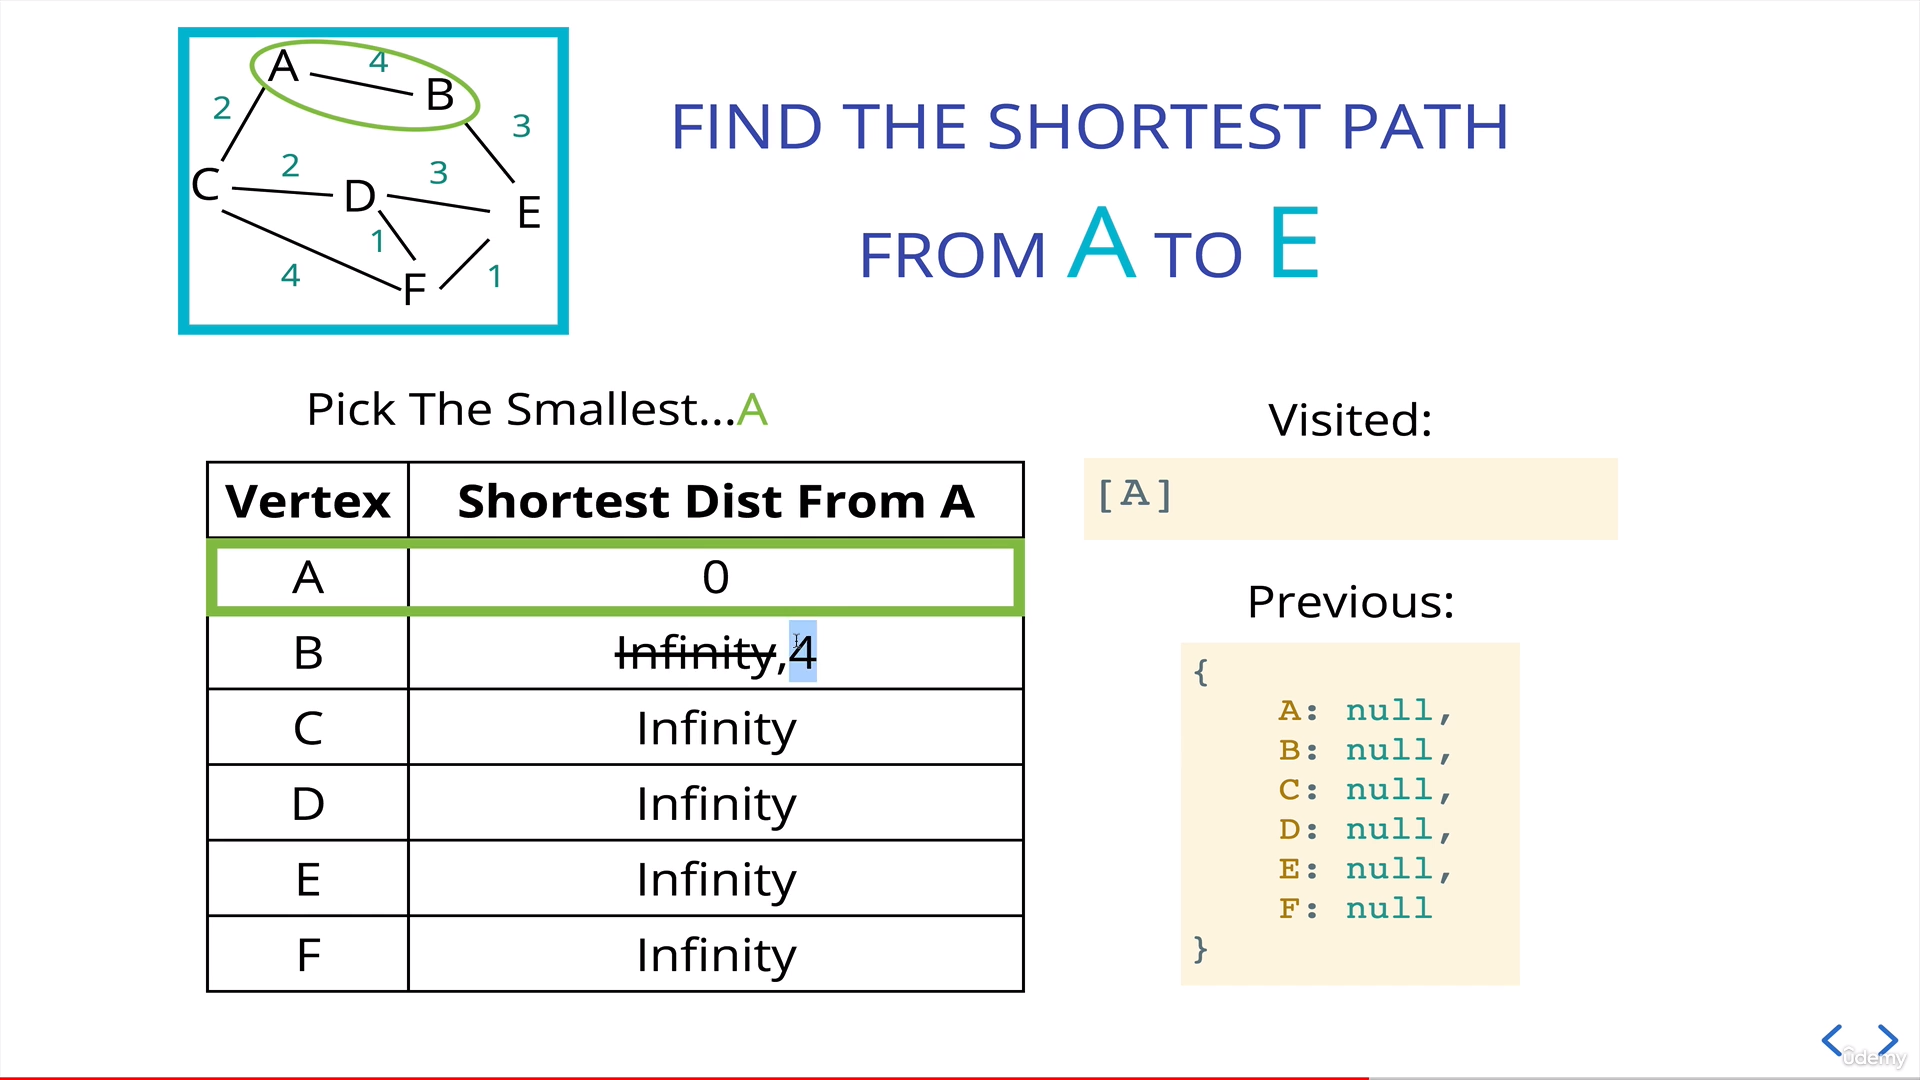 A 4 B
2 3
C 2 D 3 E
1
4 F 1
FIND THE SHORTEST PATH
FROM A TO E
Pick The Smallest...A
Vertex Shortest Dist From A
A 0
B Infinity,4
C Infinity
D Infinity
E Infinity
F Infinity
Visited:
[A]
Previous:
{
A: null,
B: null,
C: null,
D: null,
E: null,
F: null
}
ûdemy